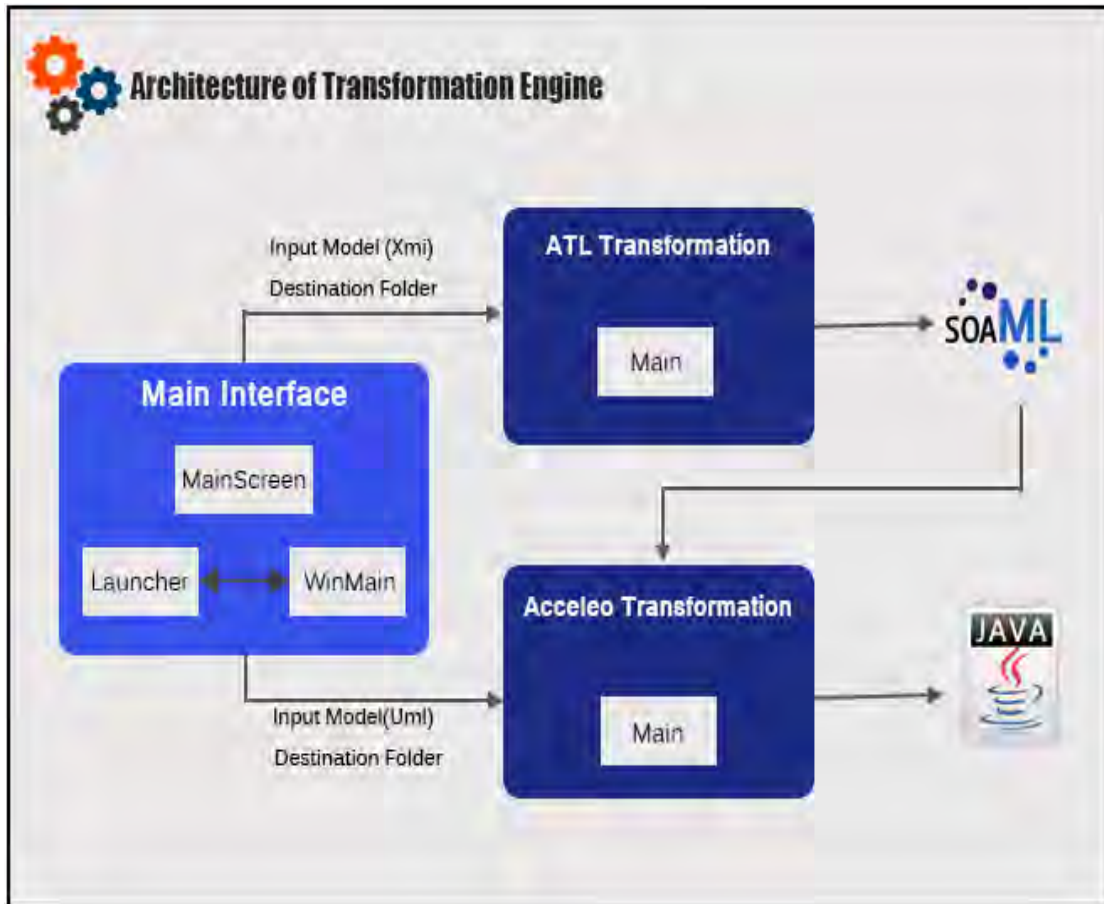 Architecture of Transformation Engine
Input Model (Xmi)
Destination Folder
ATL Transformation
Main
SOAML
Main Interface
MainScreen
Launcher
WinMain
Input Model(Uml)
Destination Folder
Acceleo Transformation
Main
JAVA